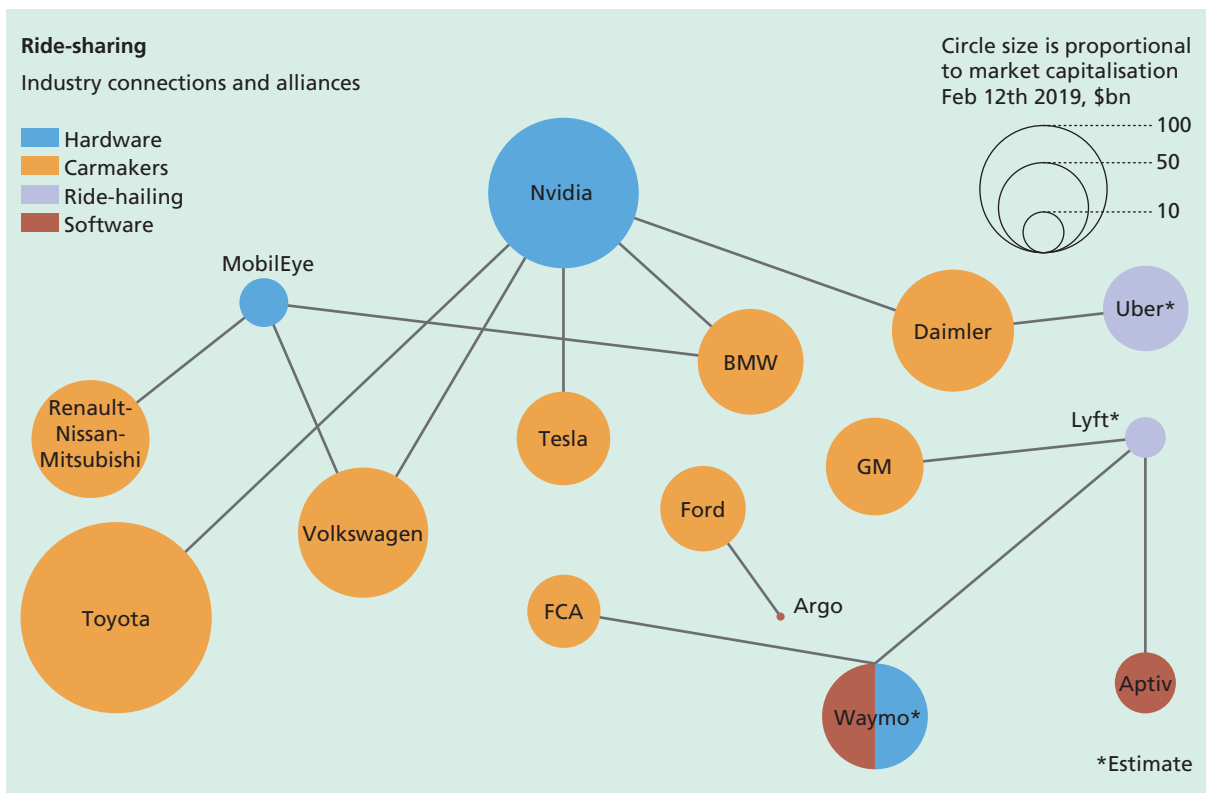 Ride-sharing
Industry connections and alliances
Hardware
Carmakers
Ride-hailing
Software
Circle size is proportional
to market capitalisation
Feb 12th 2019, $bn
100
50
10
Nvidia
MobilEye
Uber*
Daimler
BMW
Renault-
Nissan-
Mitsubishi
Tesla
Lyft*
GM
Ford
Volkswagen
Toyota
FCA
Argo
Aptiv
Waymo*
*Estimate